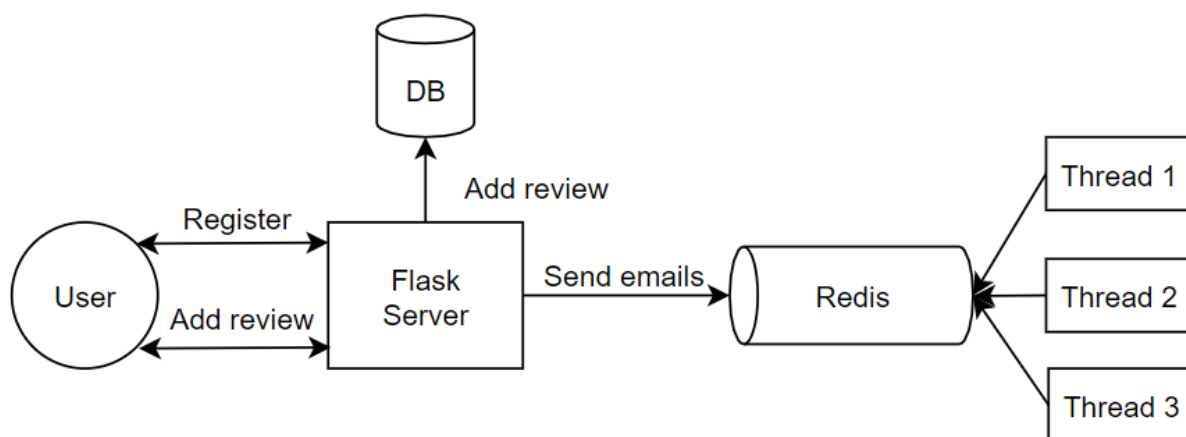 DB
Add review
Register
User
Add review
Flask
Server
Send emails
Redis
Thread 1
Thread 2
Thread 3